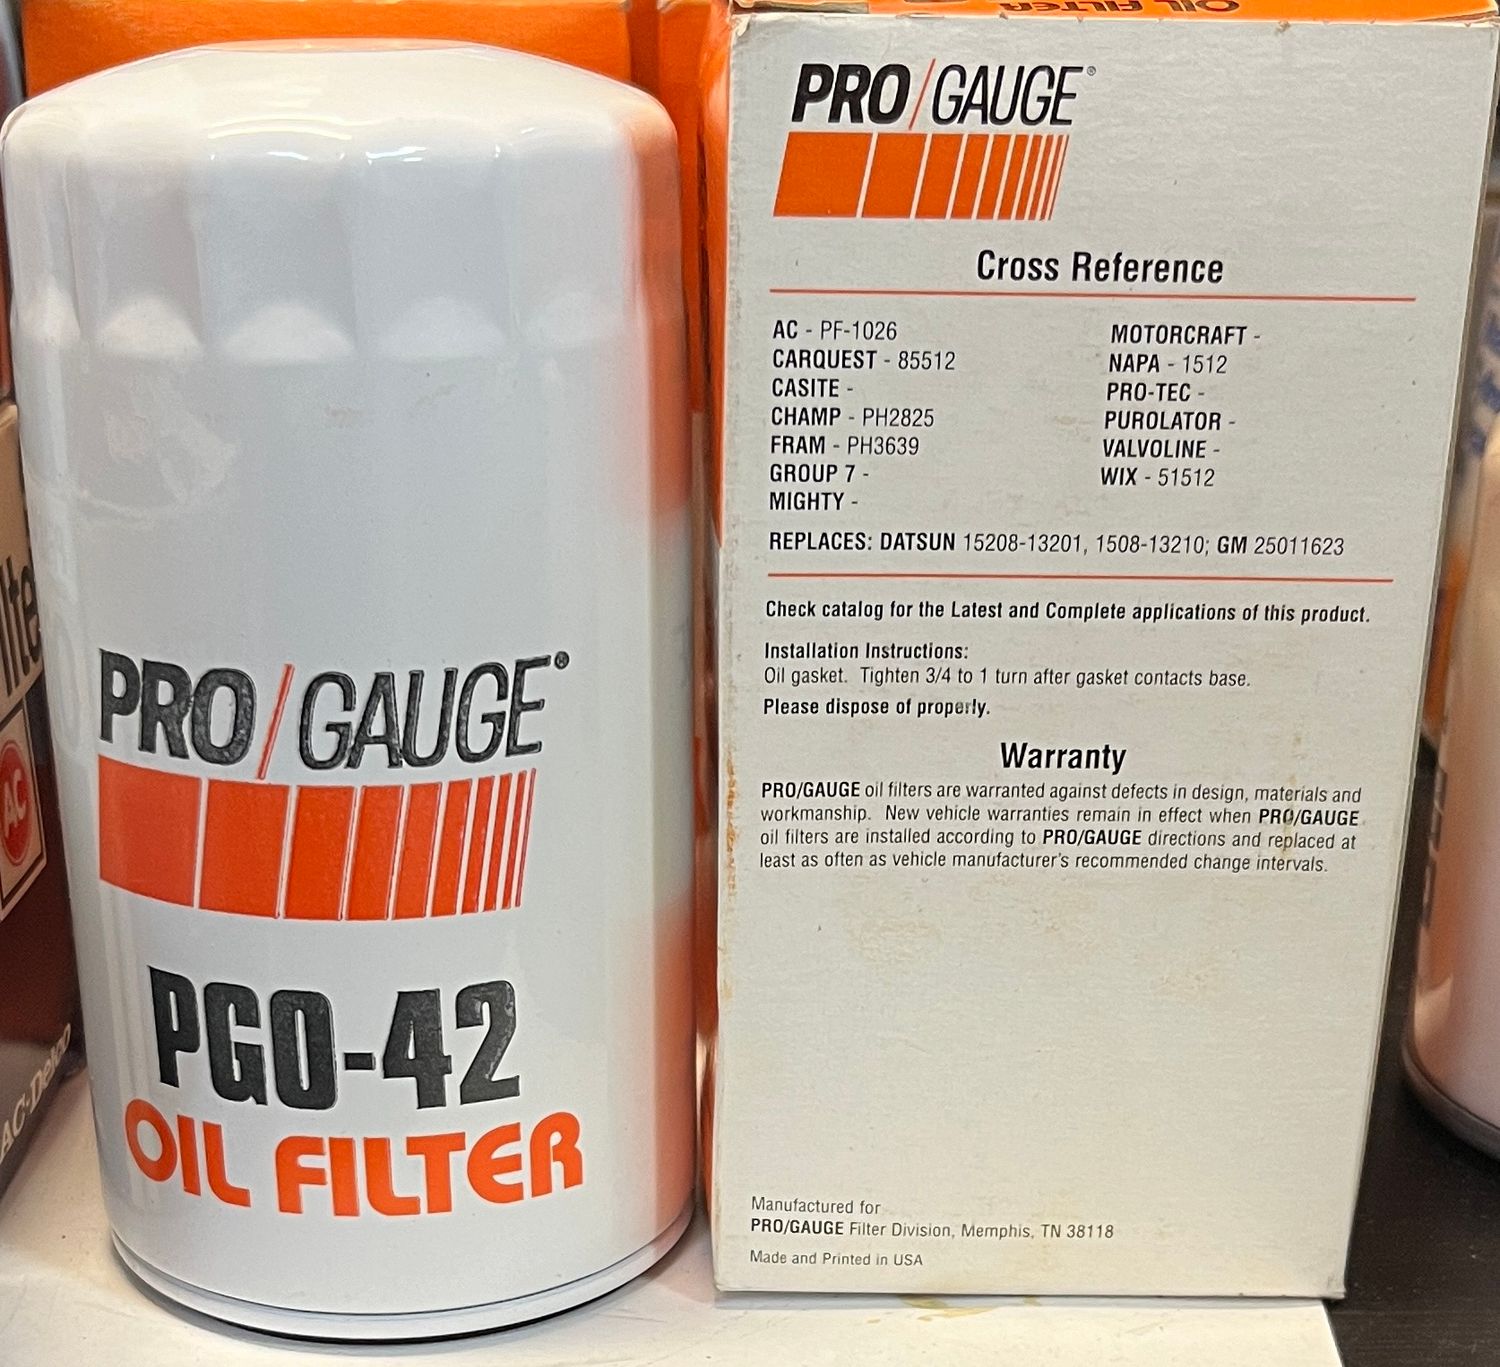 PRO/GAUGE®
PGO-42
OIL FILTER
OIL FILTER
PRO/GAUGE®
Cross Reference
AC - PF-1026
CARQUEST - 85512
CASITE -
CHAMP - PH2825
FRAM - PH3639
GROUP 7 -
MIGHTY -
MOTORCRAFT -
NAPA - 1512
PRO-TEC -
PUROLATOR -
VALVOLINE -
WIX - 51512
REPLACES: DATSUN 15208-13201, 1508-13210; GM 25011623
Check catalog for the Latest and Complete applications of this product.
Installation Instructions:
Oil gasket. Tighten 3/4 to 1 turn after gasket contacts base.
Please dispose of properly.
Warranty
PRO/GAUGE oil filters are warranted against defects in design, materials and
workmanship. New vehicle warranties remain in effect when PRO/GAUGE
oil filters are installed according to PRO/GAUGE directions and replaced at
least as often as vehicle manufacturer's recommended change intervals.
Manufactured for
PRO/GAUGE Filter Division, Memphis, TN 38118
Made and Printed in USA
AC
AC-Delco